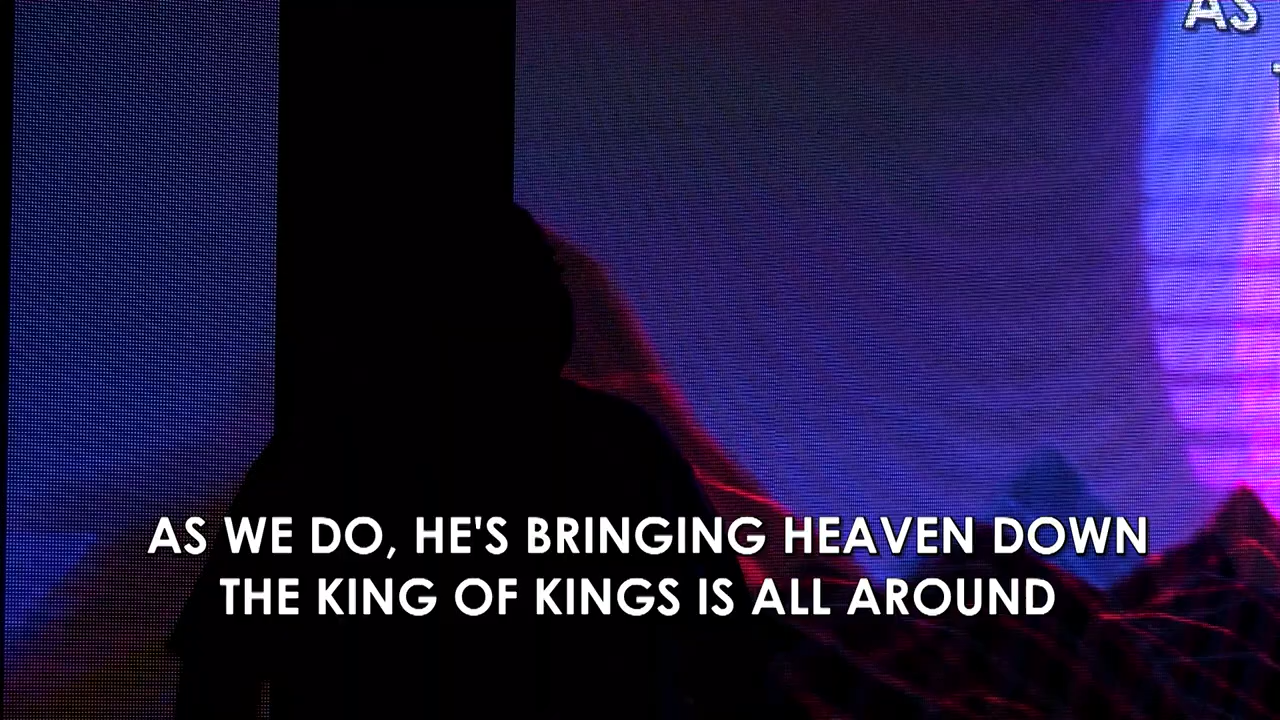 AS
AS WE DO, HE'S BRINGING HEAVEN DOWN
THE KING OF KINGS IS ALL AROUND